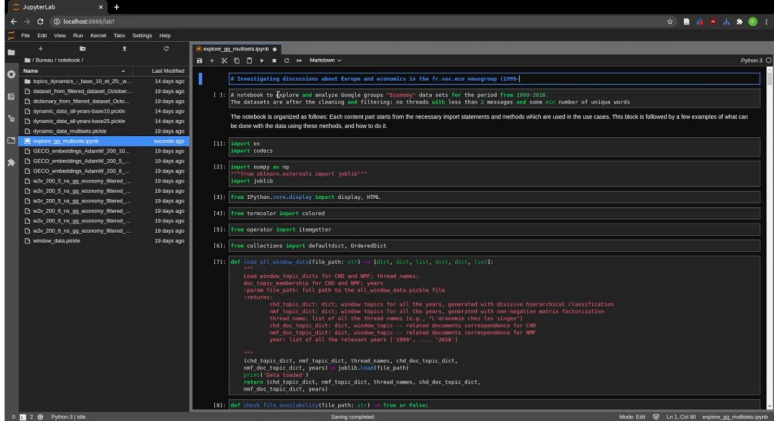 JupyterLab
localhost:8888/lab?
File Edit View Run Kernel Tabs Settings Help
/ Bureau / notebook /
Name Last Modified
topics_dynamics_-_base_10_et_25:_w... 14 days ago
dataset_from_filtered_dataset_October... 19 days ago
dictionary_from_filtered_dataset_Octo... 19 days ago
dynamic_data_all-years-base10.pickle 14 days ago
dynamic_data_all-years-base25.pickle 14 days ago
dynamic_data_multisets.pickle 19 days ago
explore_gg_multisets.ipynb seconds ago
GECO_embeddings_AdamW_200_10... 19 days ago
GECO_embeddings_AdamW_200_5_... 19 days ago
GECO_embeddings_AdamW_200_8_... 19 days ago
w2v_200_5_ns_gg_economy_filtered_... 19 days ago
w2v_200_5_ns_gg_economy_filtered_... 19 days ago
w2v_200_5_ns_gg_economy_filtered_... 19 days ago
19 days ago
19 days ago
19 days ago
window_data.pickle 19 days ago
explore_gg_multisets.ipynb
Markdown
Python 3
# Investigating discussions about Europe and economics in the fr.soc.eco newsgroup (1999-
[ ]: A notebook to Explore and analyze Google groups "Economy" data sets for the period from 1999-2018.
The datasets are after the cleaning and filtering: no threads with less than 2 messages and some min number of unique words
The notebook is organized as follows: Each content part starts from the necessary import statements and methods which are used in the use cases. This block is followed by a few examples of what can
be done with the data using these methods, and how to do it.
[1]: import os
import codecs
[2]: import numpy as np
"""from sklearn.externals import joblib"""
import joblib
[3]: from IPython.core.display import display, HTML
[4]: from termcolor import colored
[5]: from operator import itemgetter
[6]: from collections import defaultdict, OrderedDict
[7]: def load_all_window_data(file_path: str) -> [dict, dict, list, dict, dict, list]:
"""
Load window_topic_dicts for CHD and NMF; thread_names;
doc_topic_membership for CHD and NMF; years
:param file_path: full path to the all_window_data.pickle file
:returns:
chd_topic_dict: dict; window topics for all the years, generated with divisive hierarchical classification
nmf_topic_dict: dict; window topics for all the years, generated with non-negative matrix factorization
thread_name: list of all the thread names (e.g., "L'économie chez les singes")
chd_doc_topic_dict: dict, window_topic -- related documents correspondence for CHD
nmf_doc_topic_dict: dict, window_topic -- related documents correspondence for NMF
year: list of all the relevant years ['1999', ..., '2018']
"""
(chd_topic_dict, nmf_topic_dict, thread_names, chd_doc_topic_dict,
nmf_doc_topic_dict, years) = joblib.load(file_path)
print('Data loaded')
return (chd_topic_dict, nmf_topic_dict, thread_names, chd_doc_topic_dict,
nmf_doc_topic_dict, years)
[8]: def check_file_availability(file_path: str) -> True or False:
0 2 Python 3 | Idle Saving completed Mode: Edit Ln 1, Col 90 explore_gg_multisets.ipynb